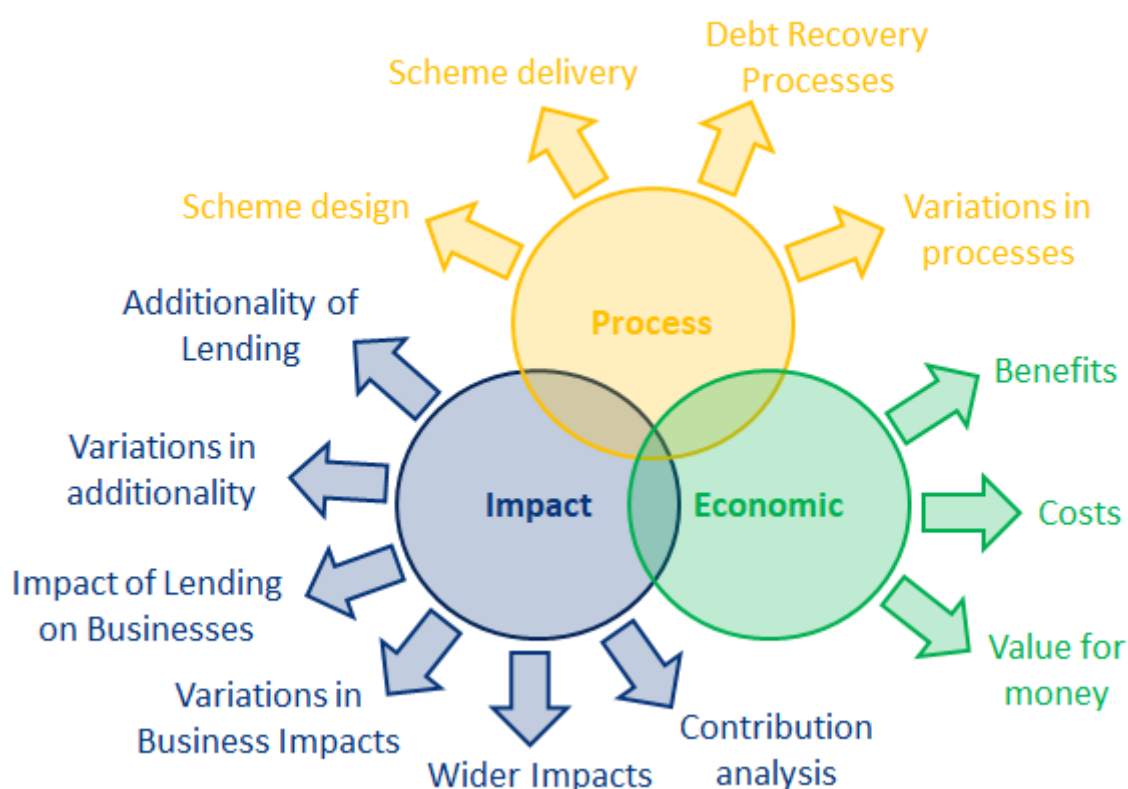 Debt Recovery
Processes
Scheme delivery
Scheme design
Variations in
processes
Additionality of
Lending
Process
Benefits
Variations in
additionality
Impact
Economic
Costs
Impact of Lending
on Businesses
Value for
money
Variations in
Business Impacts
Contribution
analysis
Wider Impacts